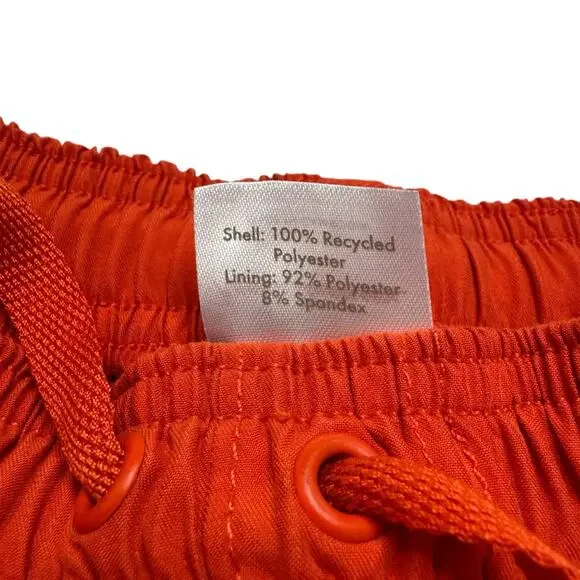 Shell: 100% Recycled
Polyester
Lining: 92% Polyester
8% Spandex